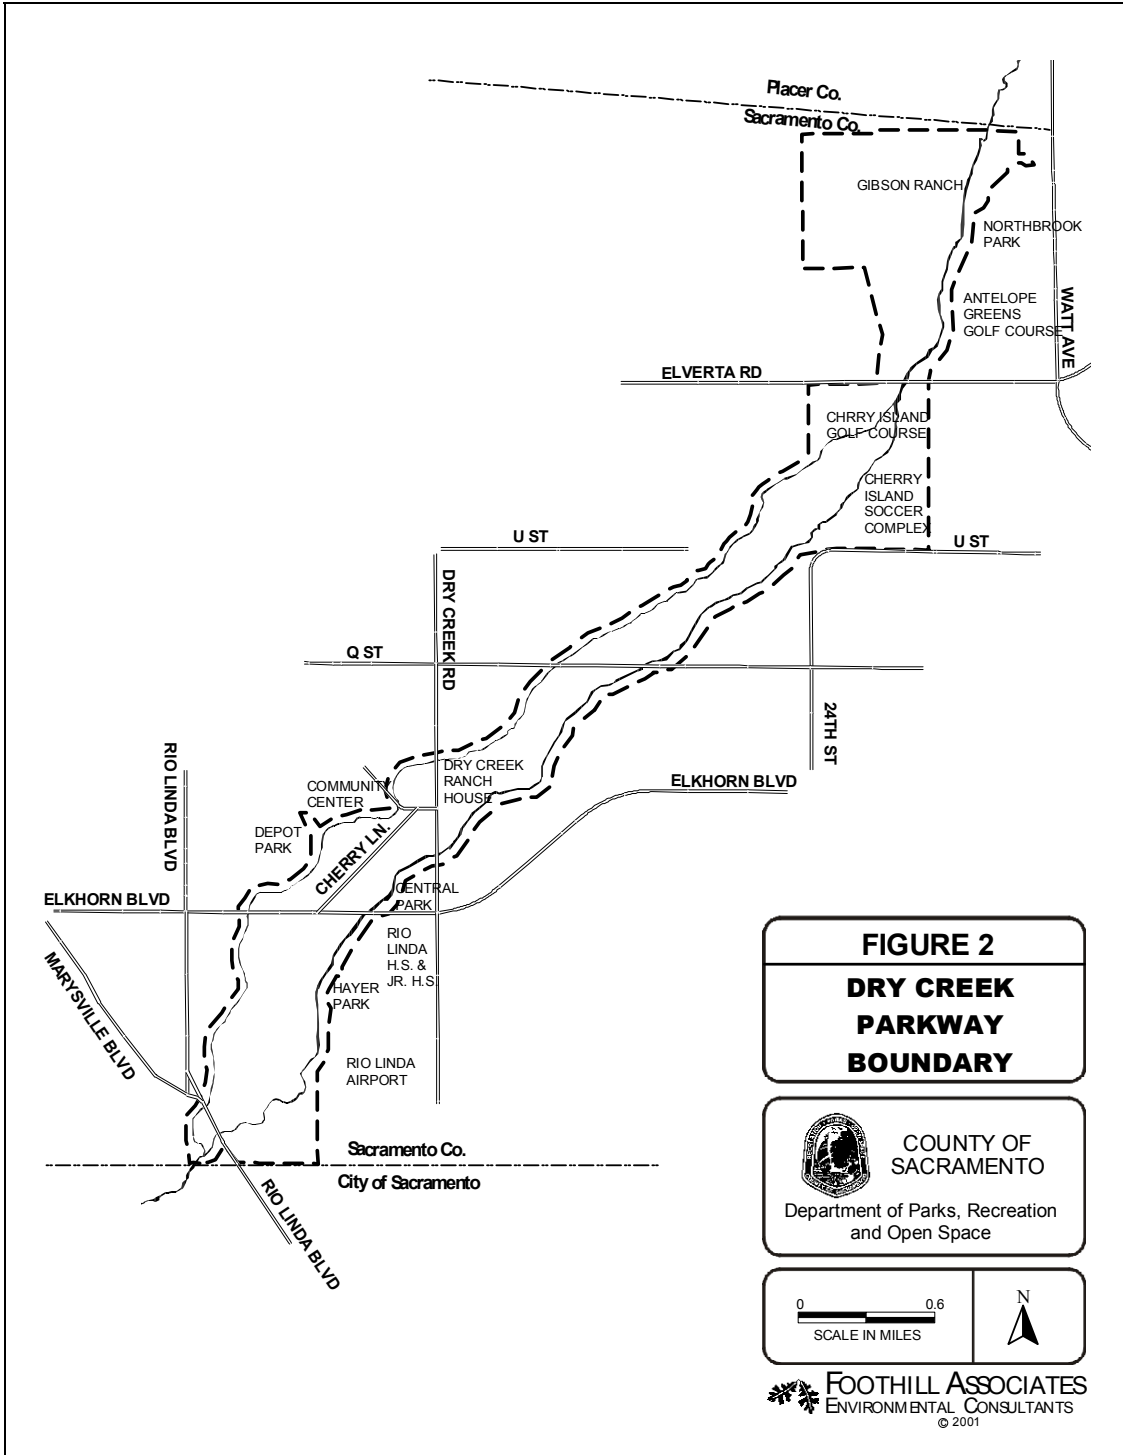 Placer Co.
Sacramento Co.
GIBSON RANCH
NORTHBROOK
PARK
ANTELOPE
GREENS
GOLF COURSE
WATT AVE
ELVERTA RD
CHRRY ISLAND
GOLF COURSE
CHERRY
ISLAND
SOCCER
COMPLEX
U ST
U ST
DRY CREEK RD
Q ST
24TH ST
RIO LINDA BLVD
COMMUNITY
CENTER
DRY CREEK
RANCH
HOUSE
ELKHORN BLVD
DEPOT
PARK
CHERRY LN.
ELKHORN BLVD
CENTRAL
PARK
RIO
LINDA
H.S. &
JR. H.S.
MARYSVILLE BLVD
HAYER
PARK
RIO LINDA
AIRPORT
Sacramento Co.
City of Sacramento
RIO LINDA BLVD
FIGURE 2
DRY CREEK
PARKWAY
BOUNDARY
COUNTY OF
SACRAMENTO
Department of Parks, Recreation
and Open Space
0 0.6
SCALE IN MILES
N
FOOTHILL ASSOCIATES
ENVIRONMENTAL CONSULTANTS
© 2001